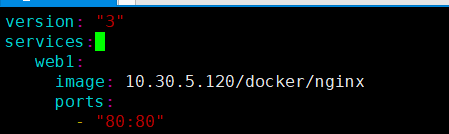 version: "3"
services:
   web1:
     image: 10.30.5.120/docker/nginx
     ports:
       - "80:80"